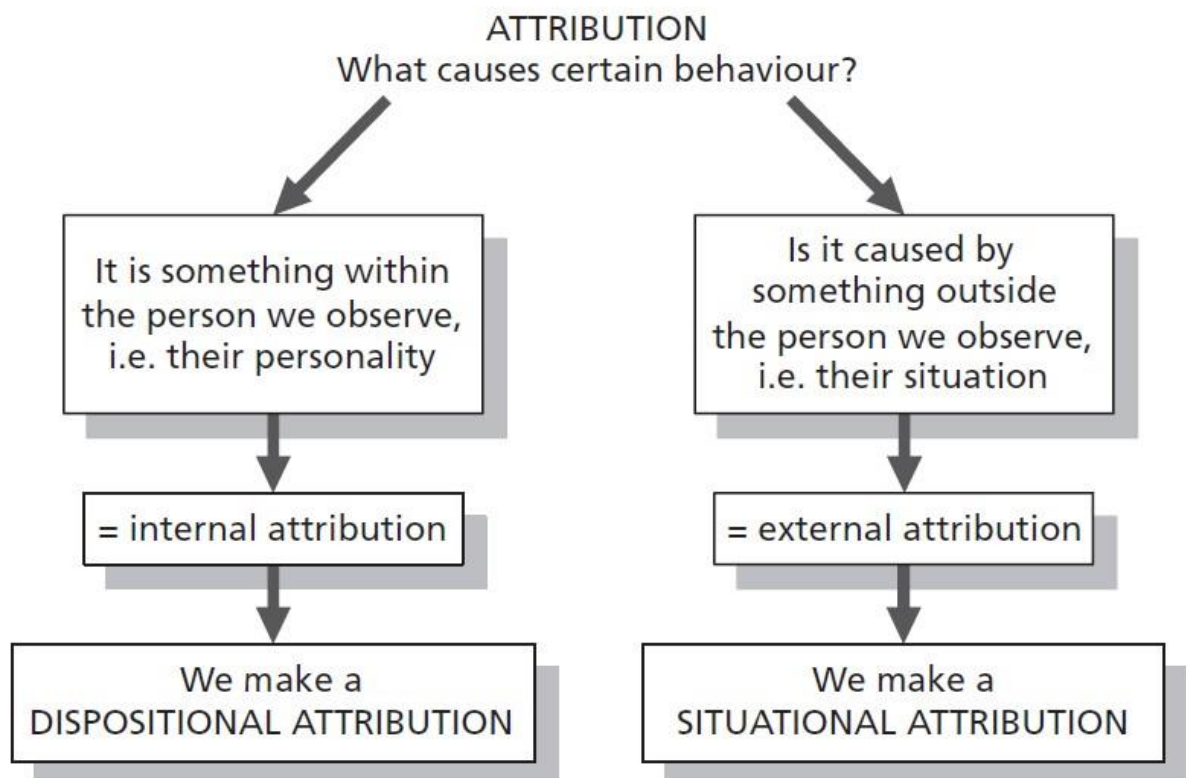 ATTRIBUTION
What causes certain behaviour?
It is something within
the person we observe,
i.e. their personality
Is it caused by
something outside
the person we observe,
i.e. their situation
= internal attribution
= external attribution
We make a
DISPOSITIONAL ATTRIBUTION
We make a
SITUATIONAL ATTRIBUTION